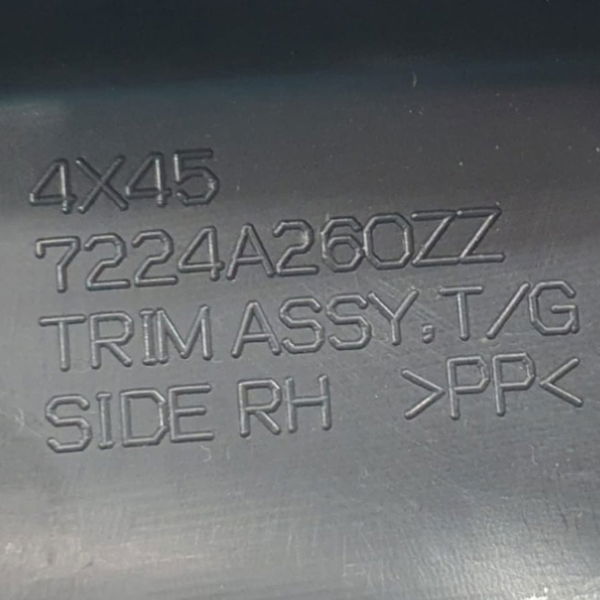 4X45
7224A260ZZ
TRIM ASSY,T/G
SIDE RH >PP<